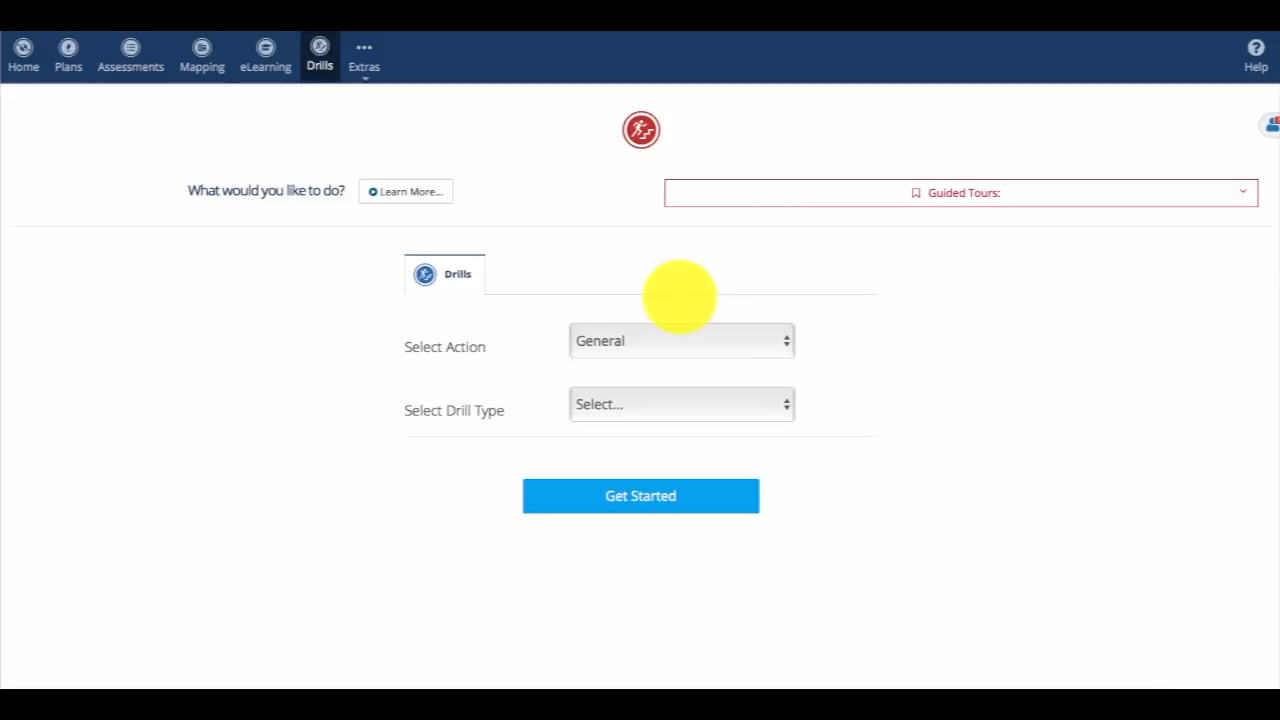 Home Plans Assessments Mapping eLearning Drills Extras Help
What would you like to do? Learn More... Guided Tours:
Drills
Select Action General
Select Drill Type Select...
Get Started